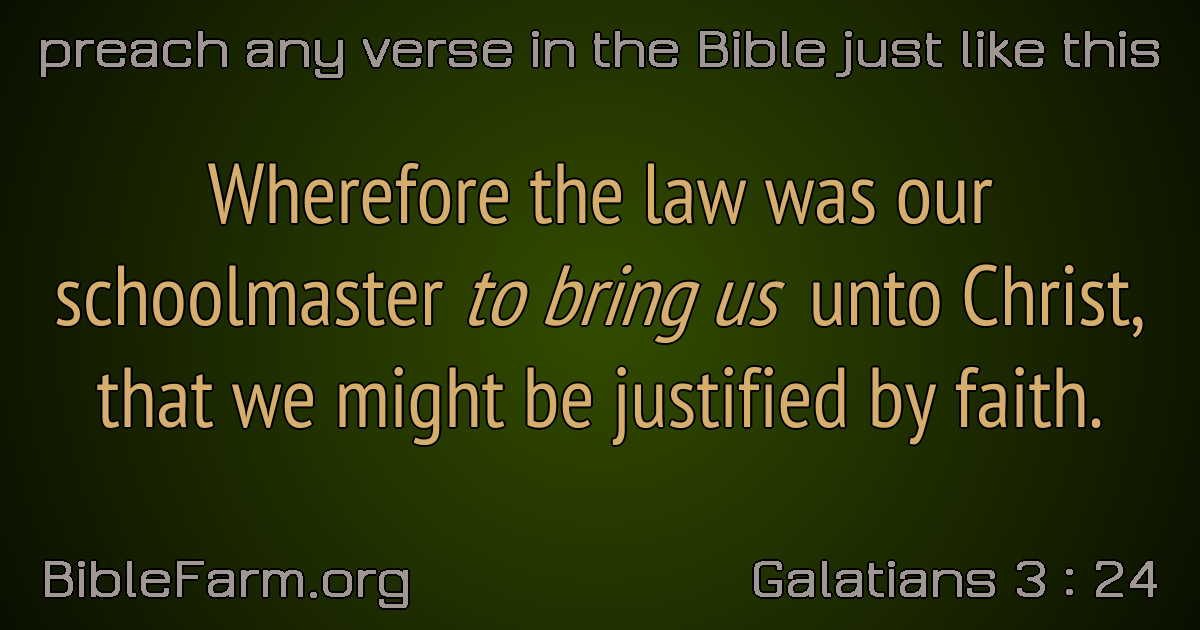 preach any verse in the Bible just like this
Wherefore the law was our
schoolmaster to bring us unto Christ,
that we might be justified by faith.
BibleFarm.org
Galatians 3 : 24